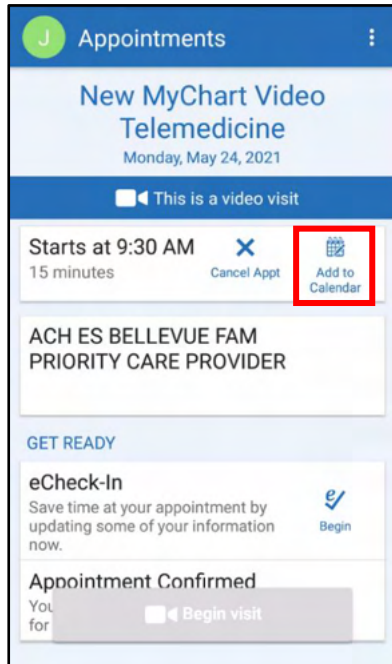 J Appointments
New MyChart Video
Telemedicine
Monday, May 24, 2021
This is a video visit
Starts at 9:30 AM
15 minutes
Cancel Appt
Add to
Calendar
ACH ES BELLEVUE FAM
PRIORITY CARE PROVIDER
GET READY
eCheck-In
Save time at your appointment by
updating some of your information
now.
Begin
Appointment Confirmed
for
Begin visit